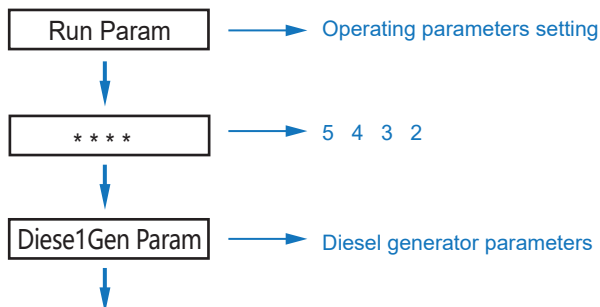 Run Param
Operating parameters setting
* * * *
5 4 3 2
Diese1Gen Param
Diesel generator parameters